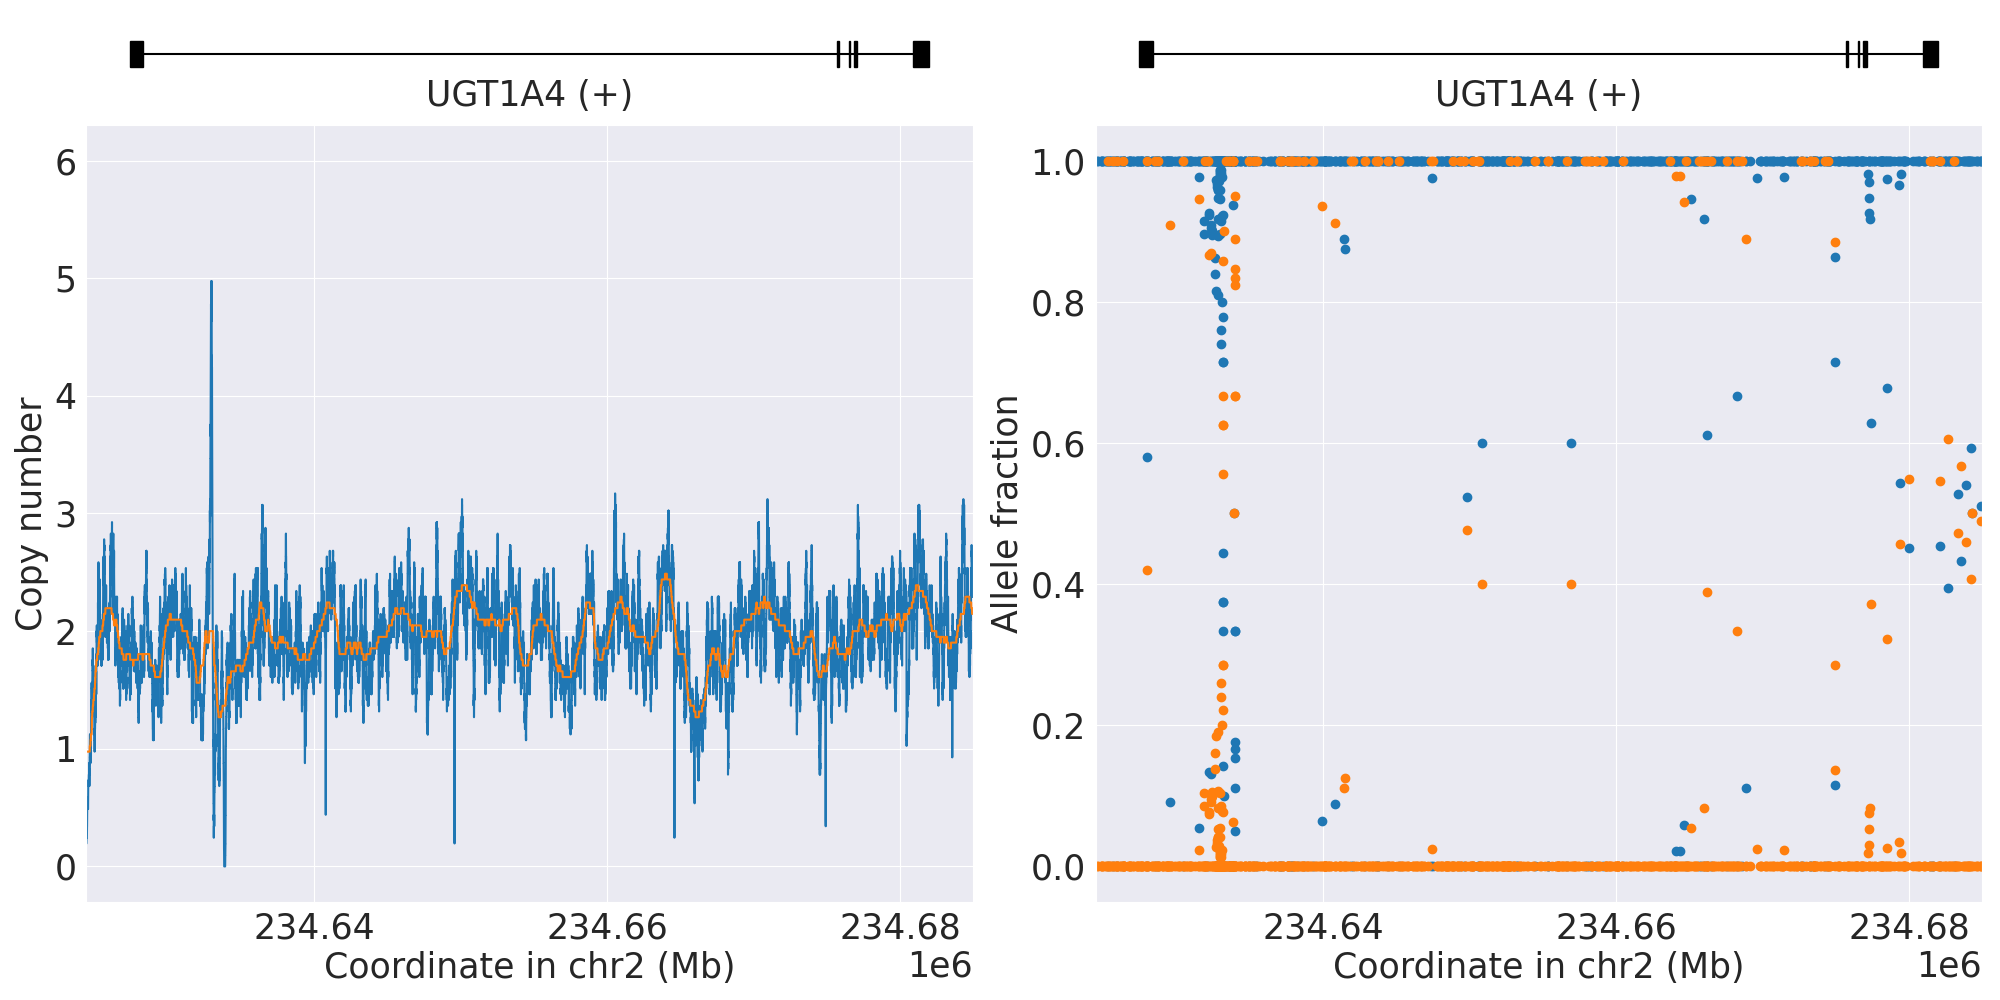 UGT1A4 (+)
6
5
4
3
2
1
0
Copy number
234.64 234.66 234.68
1e6
Coordinate in chr2 (Mb)
UGT1A4 (+)
1.0
0.8
0.6
0.4
0.2
0.0
Allele fraction
234.64 234.66 234.68
1e6
Coordinate in chr2 (Mb)